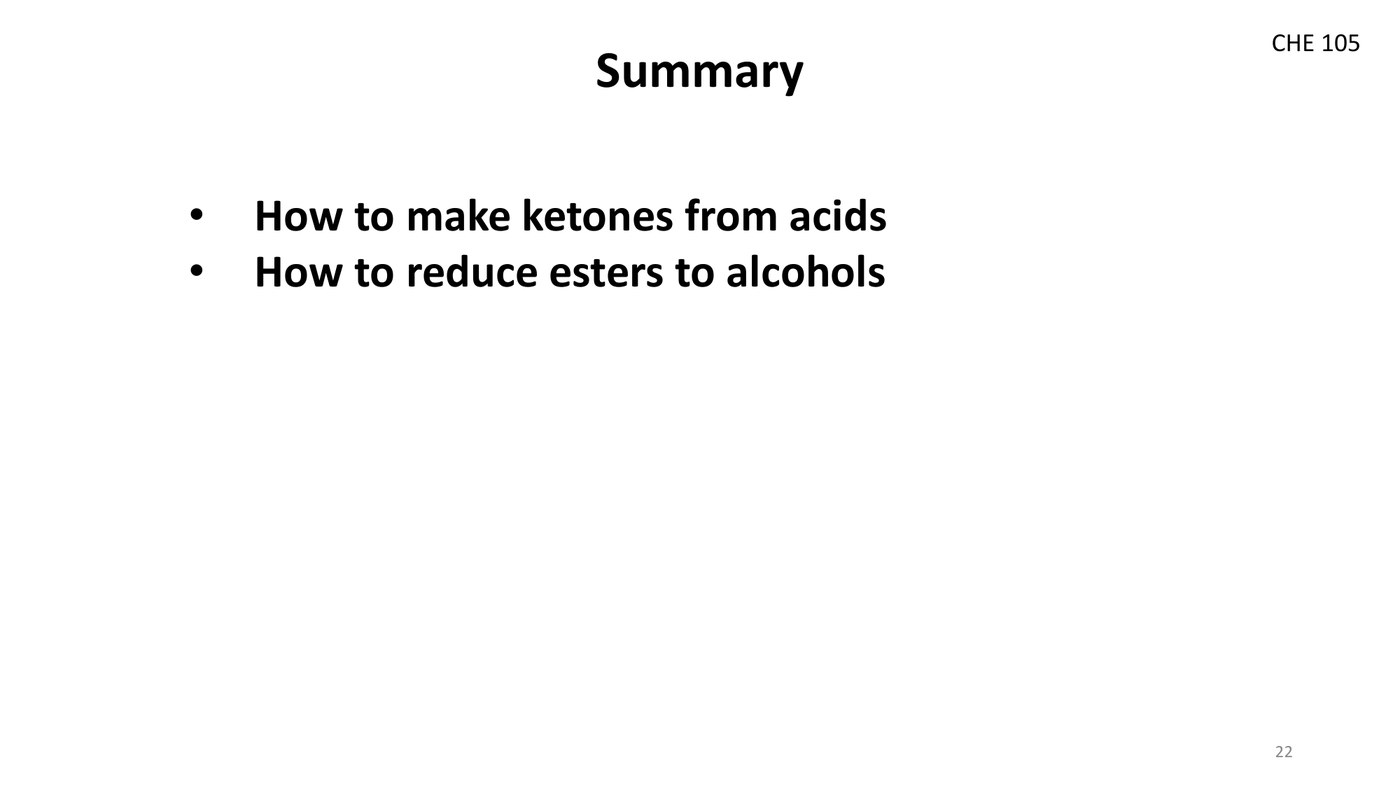 CHE 105
Summary
• How to make ketones from acids
• How to reduce esters to alcohols
22